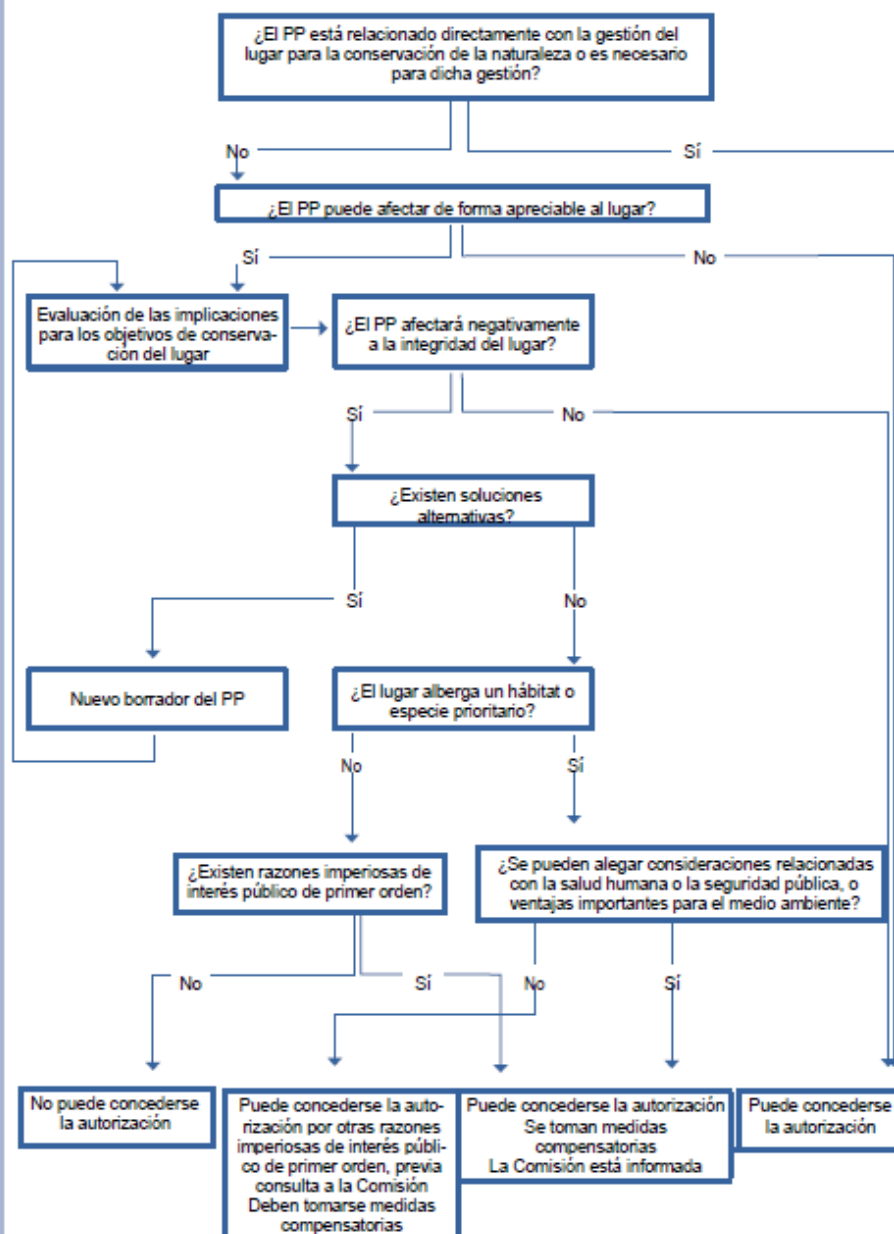 ¿El PP está relacionado directamente con la gestión del
lugar para la conservación de la naturaleza o es necesario
para dicha gestión?
No
Sí
¿El PP puede afectar de forma apreciable al lugar?
Sí
No
Evaluación de las implicaciones
para los objetivos de conserva-
ción del lugar
¿El PP afectará negativamente
a la integridad del lugar?
Sí
No
¿Existen soluciones
alternativas?
Sí
No
Nuevo borrador del PP
¿El lugar alberga un hábitat o
especie prioritario?
No
Sí
¿Existen razones imperiosas de
interés público de primer orden?
¿Se pueden alegar consideraciones relacionadas
con la salud humana o la seguridad pública, o
ventajas importantes para el medio ambiente?
No
Sí
No
Sí
No puede concederse
la autorización
Puede concederse la auto-
rización por otras razones
imperiosas de interés públi-
co de primer orden, previa
consulta a la Comisión
Deben tomarse medidas
compensatorias
Puede concederse la autorización
Se toman medidas
compensatorias
La Comisión está informada
Puede concederse
la autorización